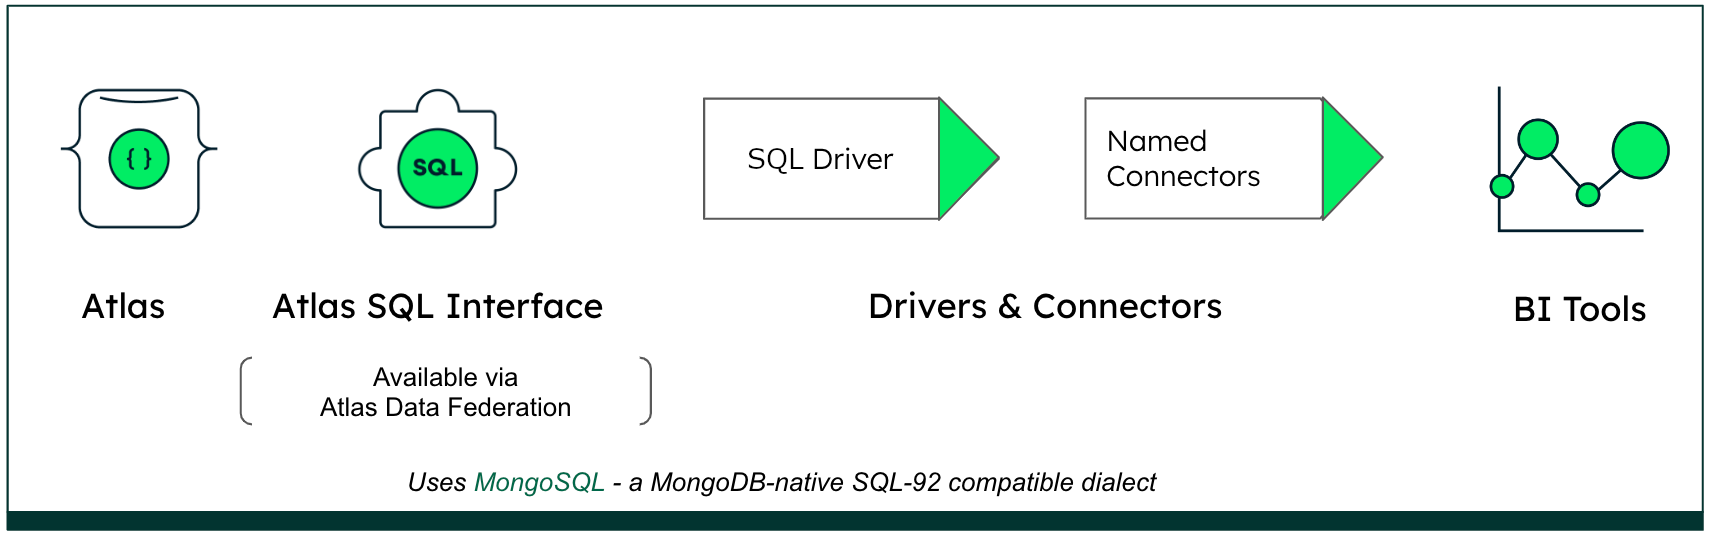 { }
SQL
SQL Driver
Named
Connectors
Atlas
Atlas SQL Interface
Drivers & Connectors
BI Tools
Available via
Atlas Data Federation
Uses MongoSQL - a MongoDB-native SQL-92 compatible dialect